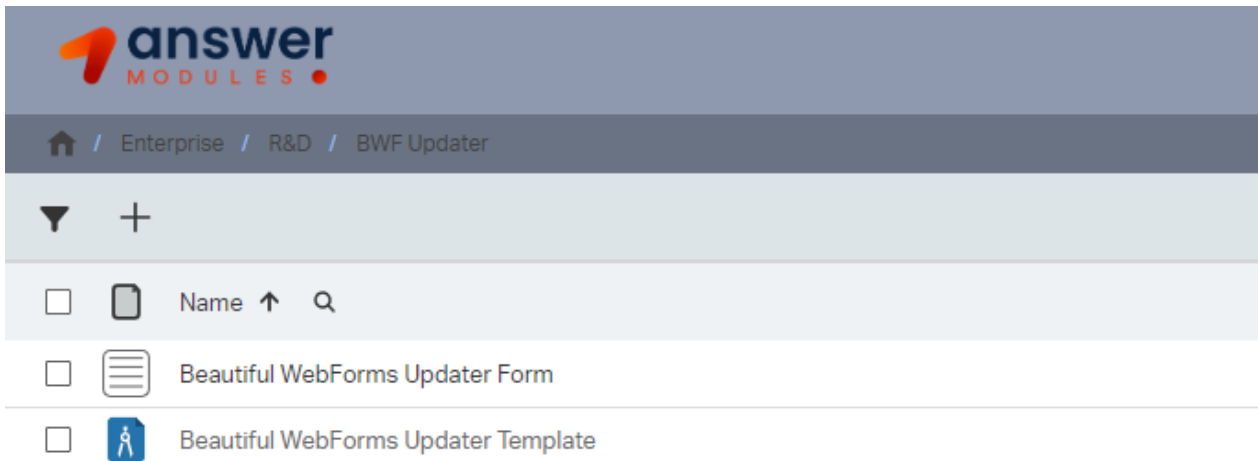 answer
MODULES
/ Enterprise / R&D / BWF Updater
Name
Beautiful WebForms Updater Form
Beautiful WebForms Updater Template